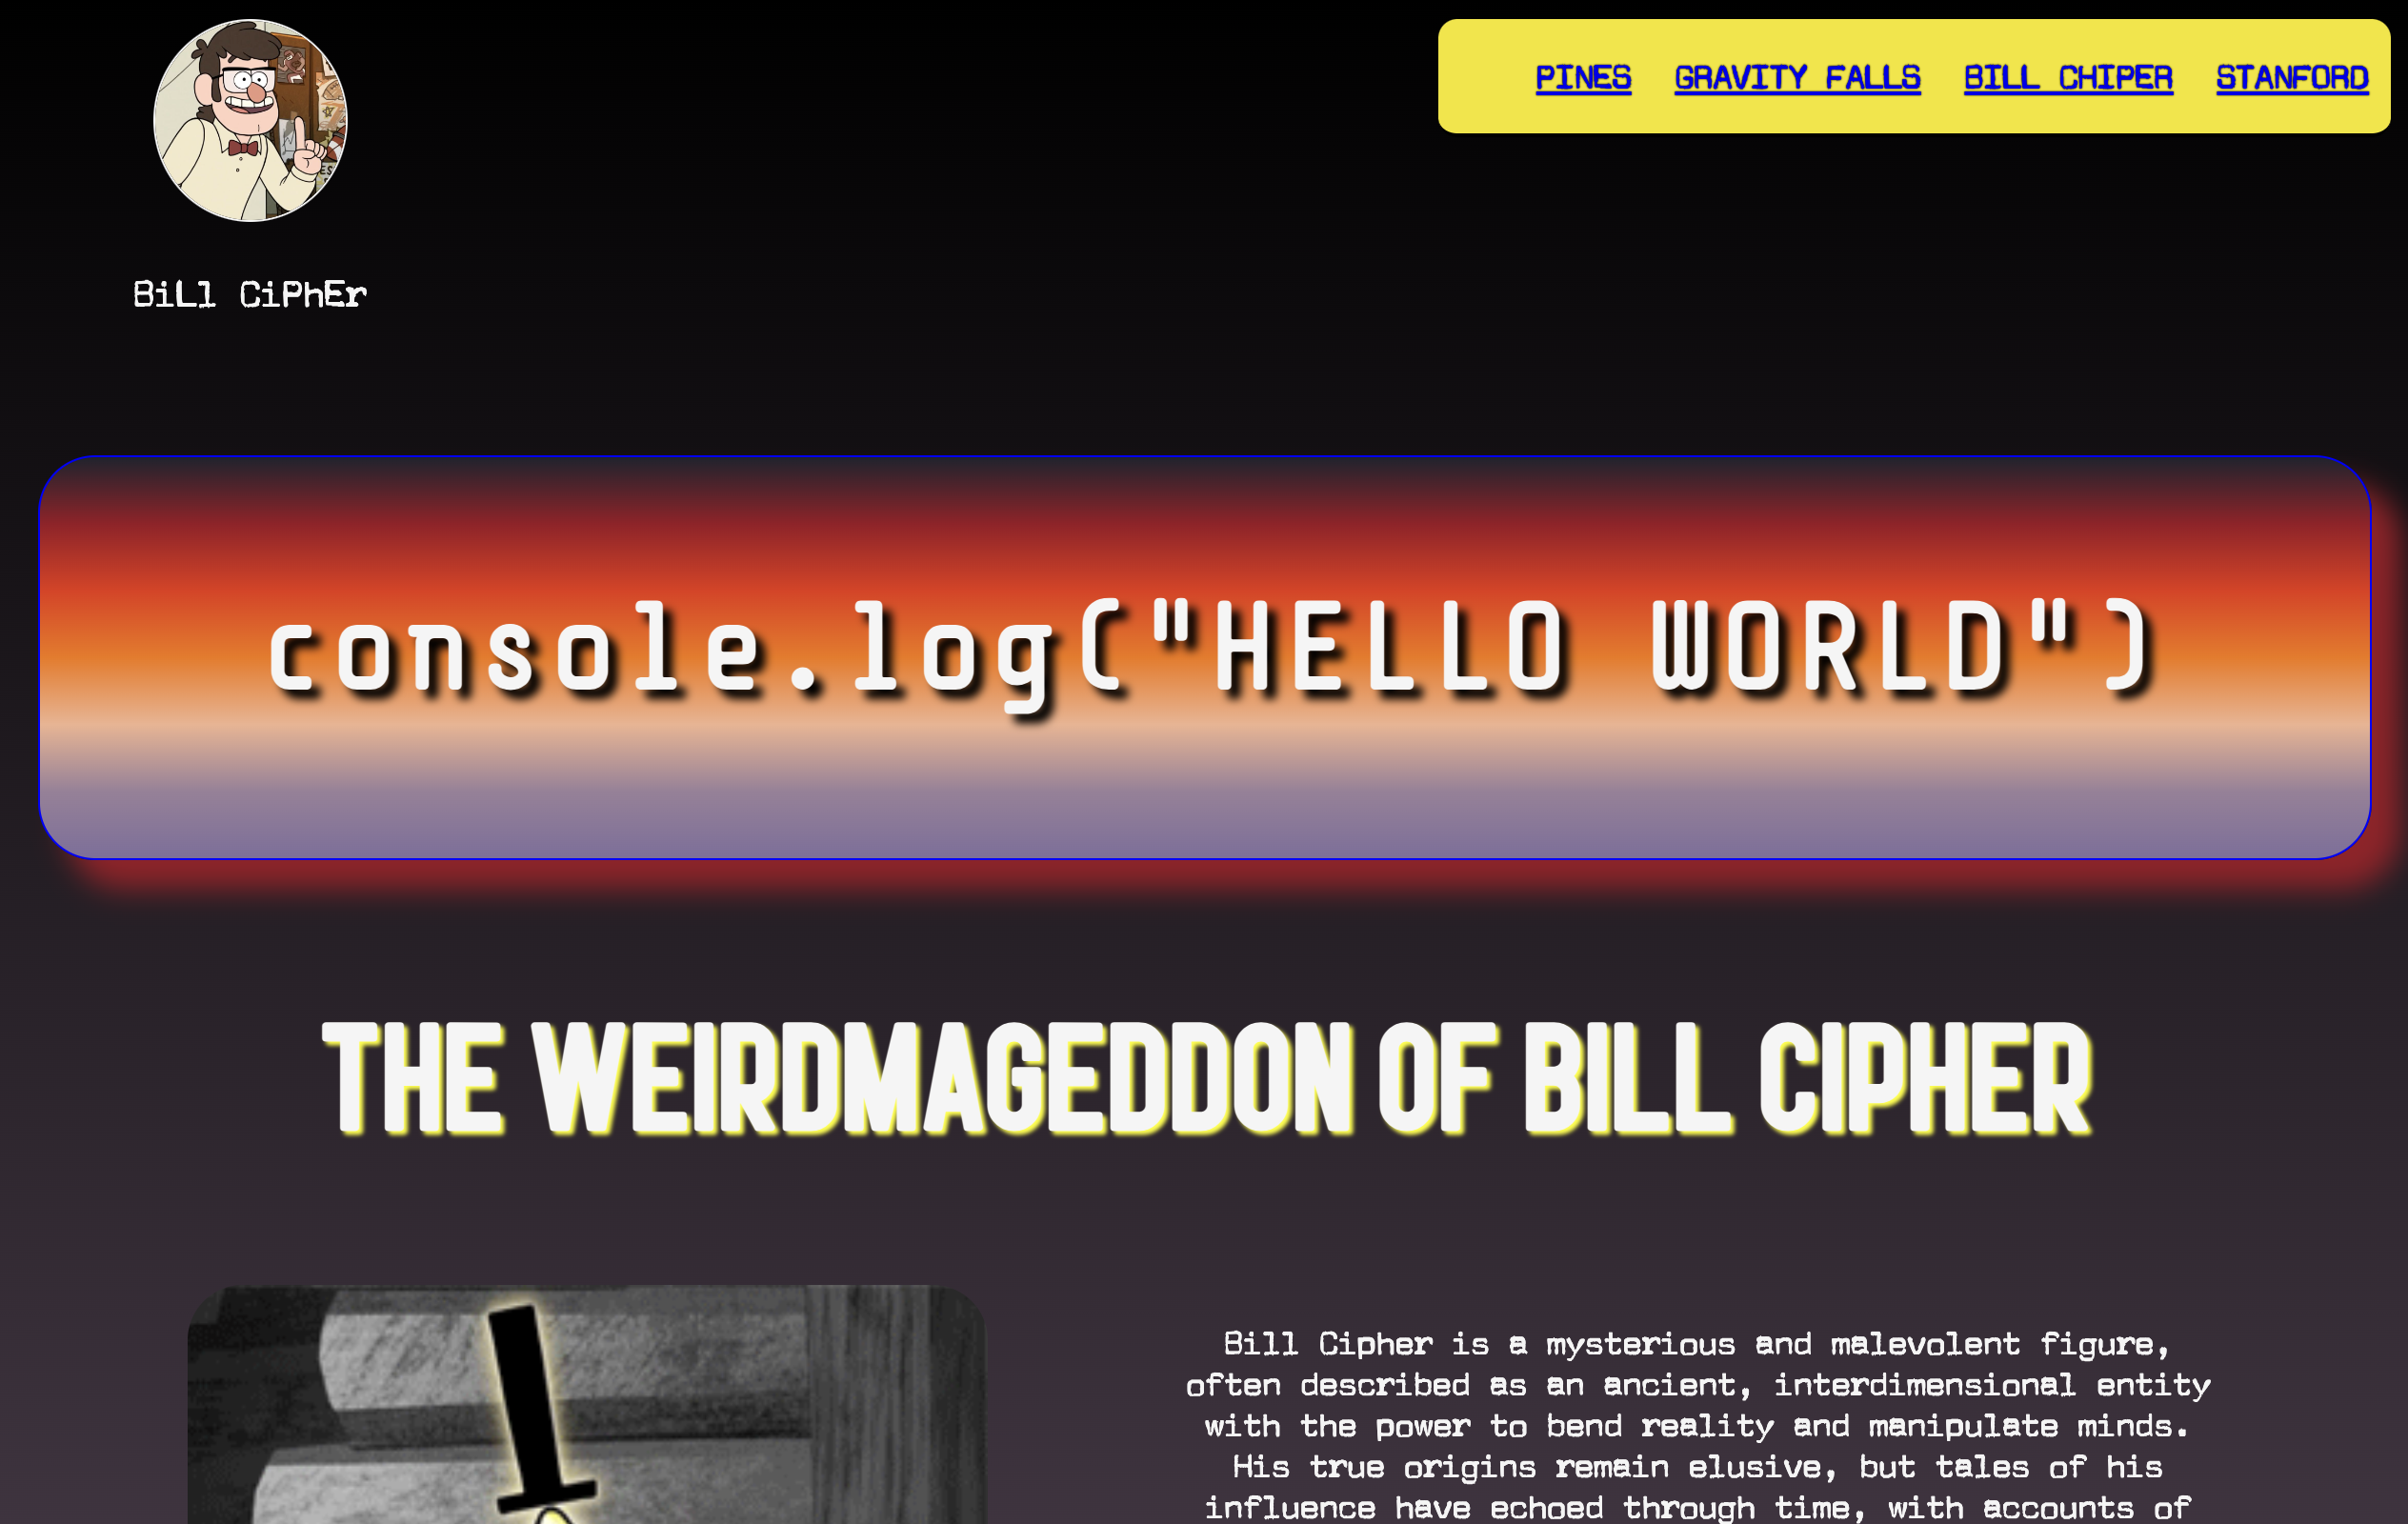 PINES GRAVITY FALLS BILL CHIPER STANFORD
BiLl CiPhEr
console.log("HELLO WORLD")
THE WEIRDMAGEDDON OF BILL CIPHER
Bill Cipher is a mysterious and malevolent figure,
often described as an ancient, interdimensional entity
with the power to bend reality and manipulate minds.
His true origins remain elusive, but tales of his
influence have echoed through time, with accounts of